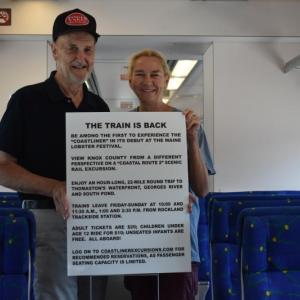 THE TRAIN IS BACK
BE AMONG THE FIRST TO EXPERIENCE THE
"COASTLINER" IN ITS DEBUT AT THE MAINE
LOBSTER FESTIVAL.
VIEW KNOX COUNTY FROM A DIFFERENT
PERSPECTIVE ON A "COASTAL ROUTE 1" SCENIC
RAIL EXCURSION.
ENJOY AN HOUR-LONG, 22-MILE ROUND TRIP TO
THOMASTON'S WATERFRONT, GEORGES RIVER
AND SOUTH POND.
TRAINS LEAVE FRIDAY-SUNDAY AT 10:00 AND
11:30 A.M., 1:00 AND 2:30 P.M. FROM ROCKLAND
TRACKSIDE STATION.
ADULT TICKETS ARE $20; CHILDREN UNDER
AGE 12 RIDE FOR $10; UNSEATED INFANTS ARE
FREE. ALL ABOARD!
LOG ON TO COASTLINEREXCURSIONS.COM FOR
RECOMMENDED RESERVATIONS, AS PASSENGER
SEATING CAPACITY IS LIMITED.